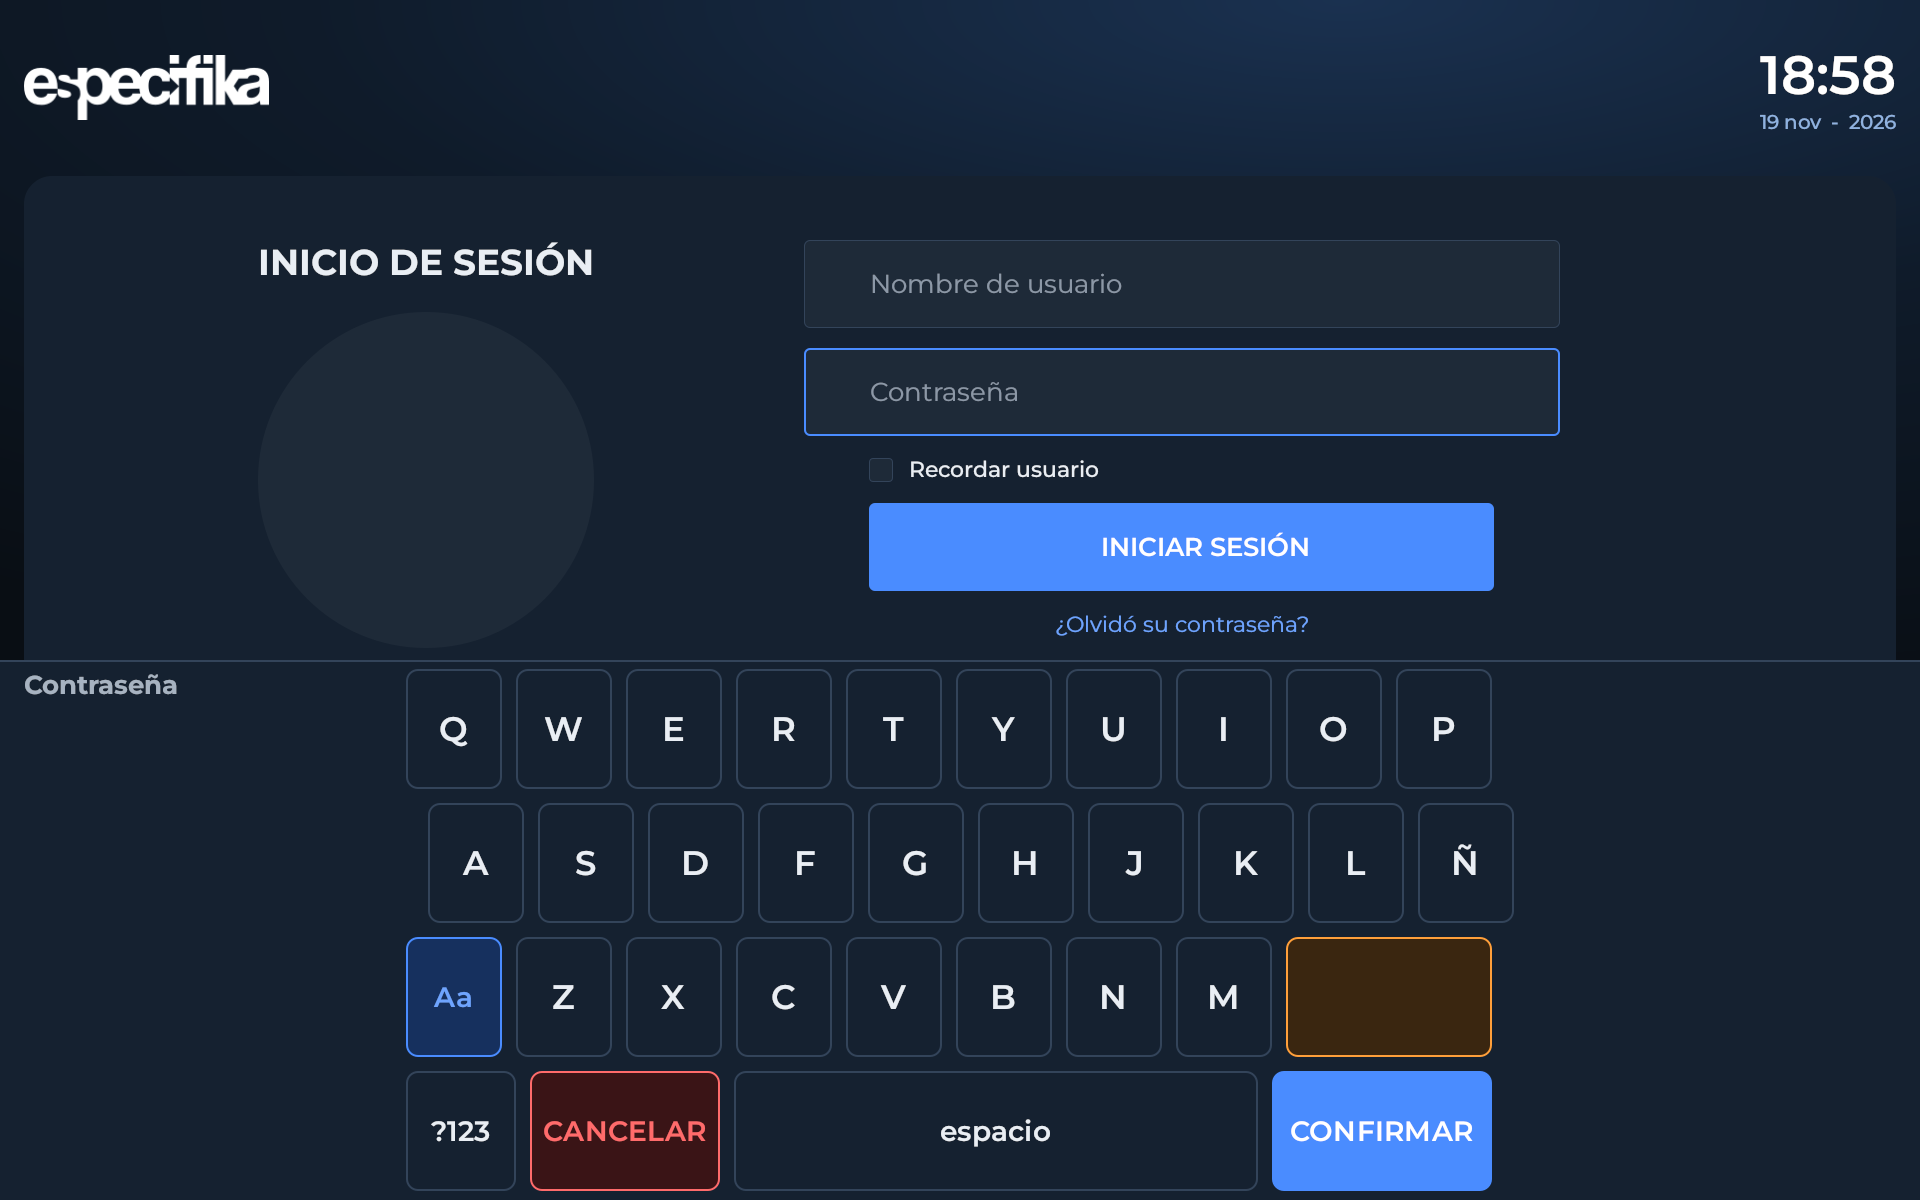 especifika
18:58
19 nov - 2026
INICIO DE SESIÓN
Nombre de usuario
Contraseña
Recordar usuario
INICIAR SESIÓN
¿Olvidó su contraseña?
Contraseña
Q W E R T Y U I O P
A S D F G H J K L Ñ
Aa Z X C V B N M
?123 CANCELAR espacio CONFIRMAR